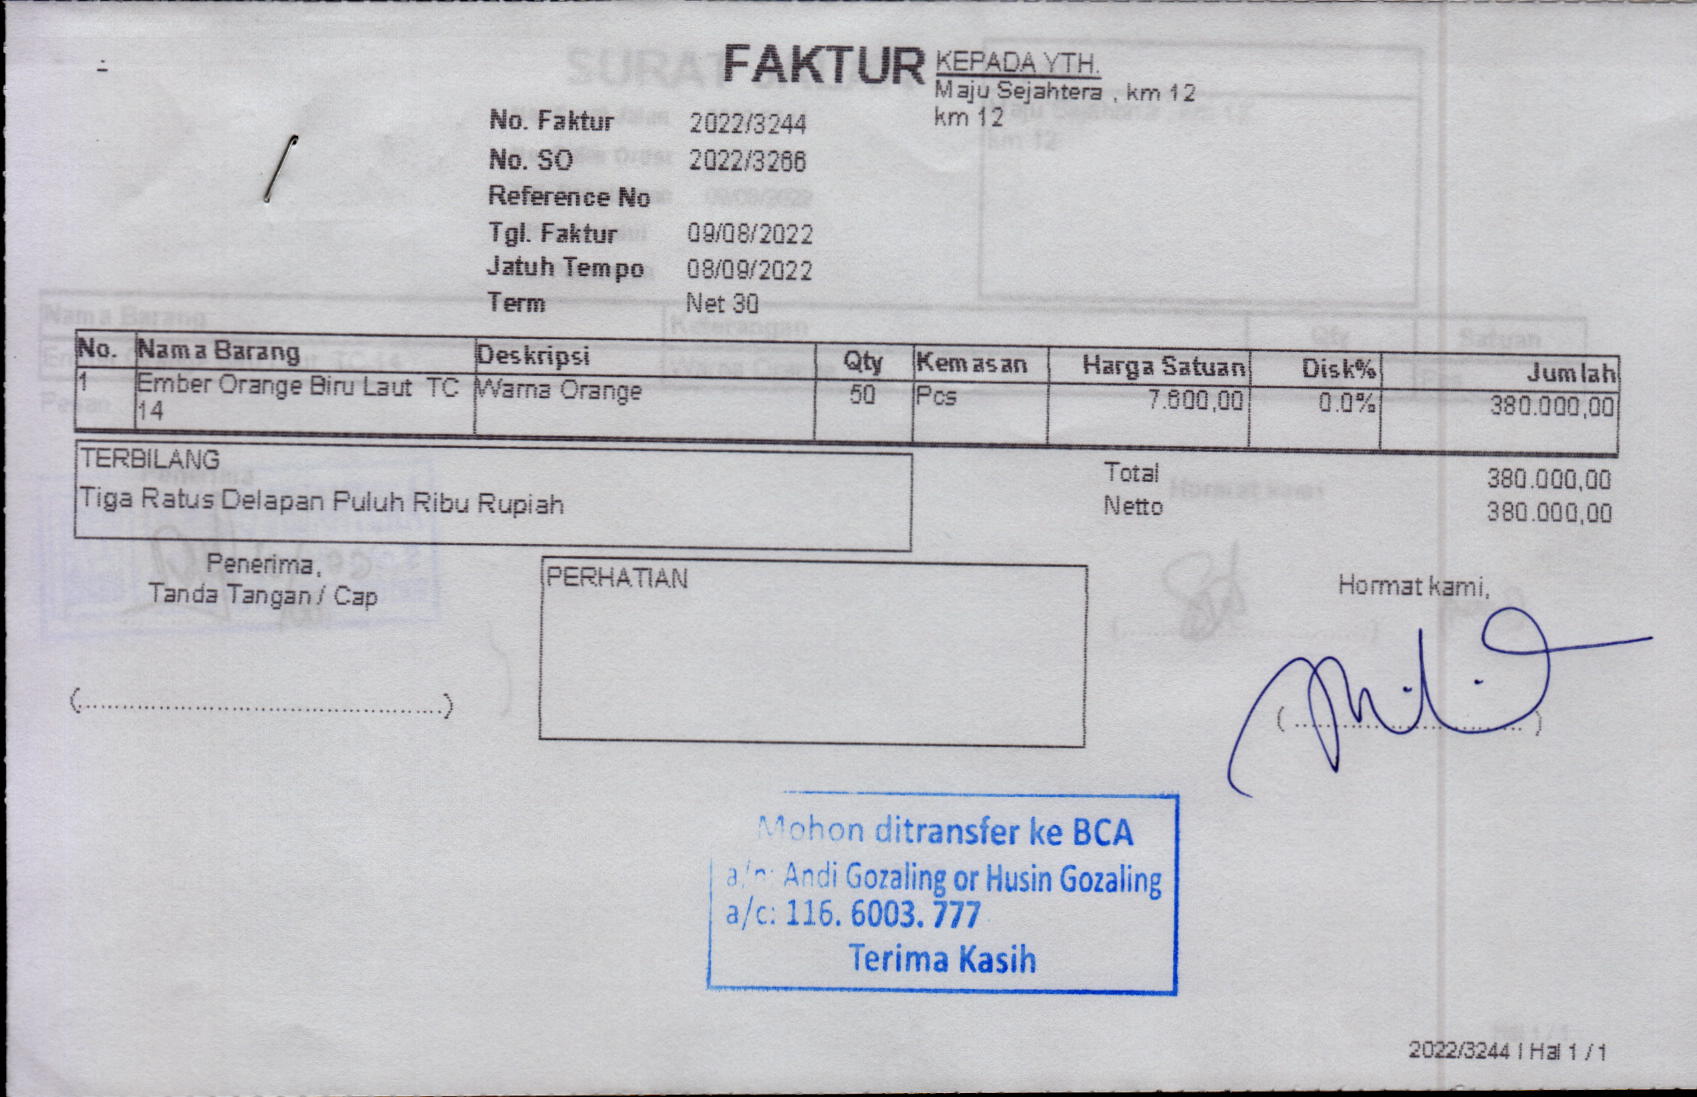 FAKTUR
KEPADA YTH.
Maju Sejahtera , km 12
km 12
No. Faktur 2022/3244
No. SO 2022/3266
Reference No
Tgl. Faktur 09/08/2022
Jatuh Tempo 08/09/2022
Term Net 30
No. Nama Barang Deskripsi Qty Kemasan Harga Satuan Disk% Jumlah
1 Ember Orange Biru Laut TC Warna Orange 50 Pcs 7.600,00 0.0% 380.000,00
14
TERBILANG
Tiga Ratus Delapan Puluh Ribu Rupiah
Total 380.000,00
Netto 380.000,00
Penerima,
Tanda Tangan / Cap
PERHATIAN
Hormat kami,
(................................................)
(................................)
Mohon ditransfer ke BCA
a/n: Andi Gozaling or Husin Gozaling
a/c: 116. 6003. 777
Terima Kasih
2022/3244 | Hal 1 / 1